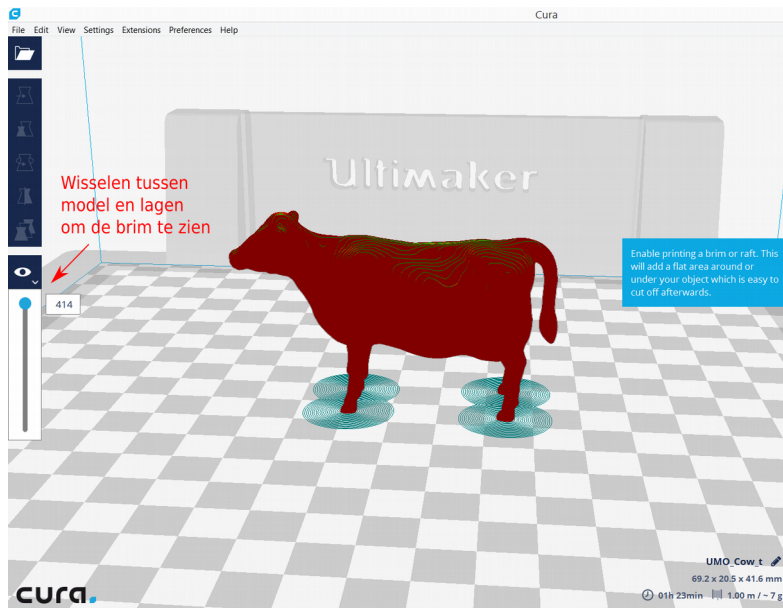 Cura
File Edit View Settings Extensions Preferences Help
Ultimaker
Wisselen tussen
model en lagen
om de brim te zien
414
Enable printing a brim or raft. This
will add a flat area around or
under your object which is easy to
cut off afterwards.
UMO_Cow_t
69.2 x 20.5 x 41.6 mm
01h 23min 1.00 m / ~ 7 g
cura.